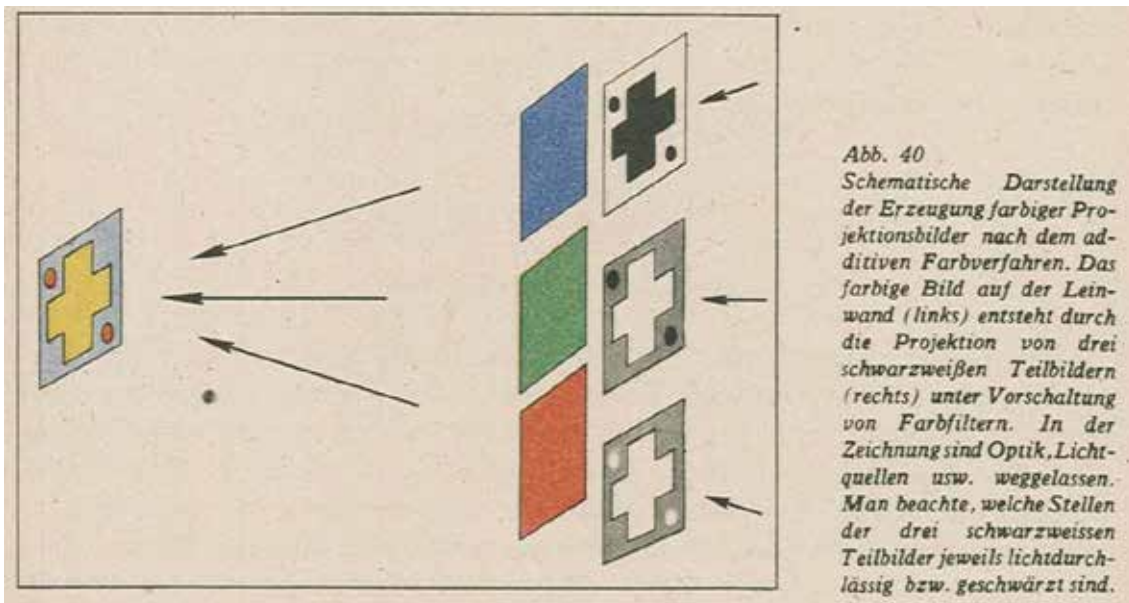 Abb. 40
Schematische Darstellung
der Erzeugung farbiger Pro-
jektionsbilder nach dem ad-
ditiven Farbverfahren. Das
farbige Bild auf der Lein-
wand (links) entsteht durch
die Projektion von drei
schwarzweißen Teilbildern
(rechts) unter Vorschaltung
von Farbfiltern. In der
Zeichnung sind Optik, Licht-
quellen usw. weggelassen.
Man beachte, welche Stellen
der drei schwarzweissen
Teilbilder jeweils lichtdurch-
lässig bzw. geschwärzt sind.